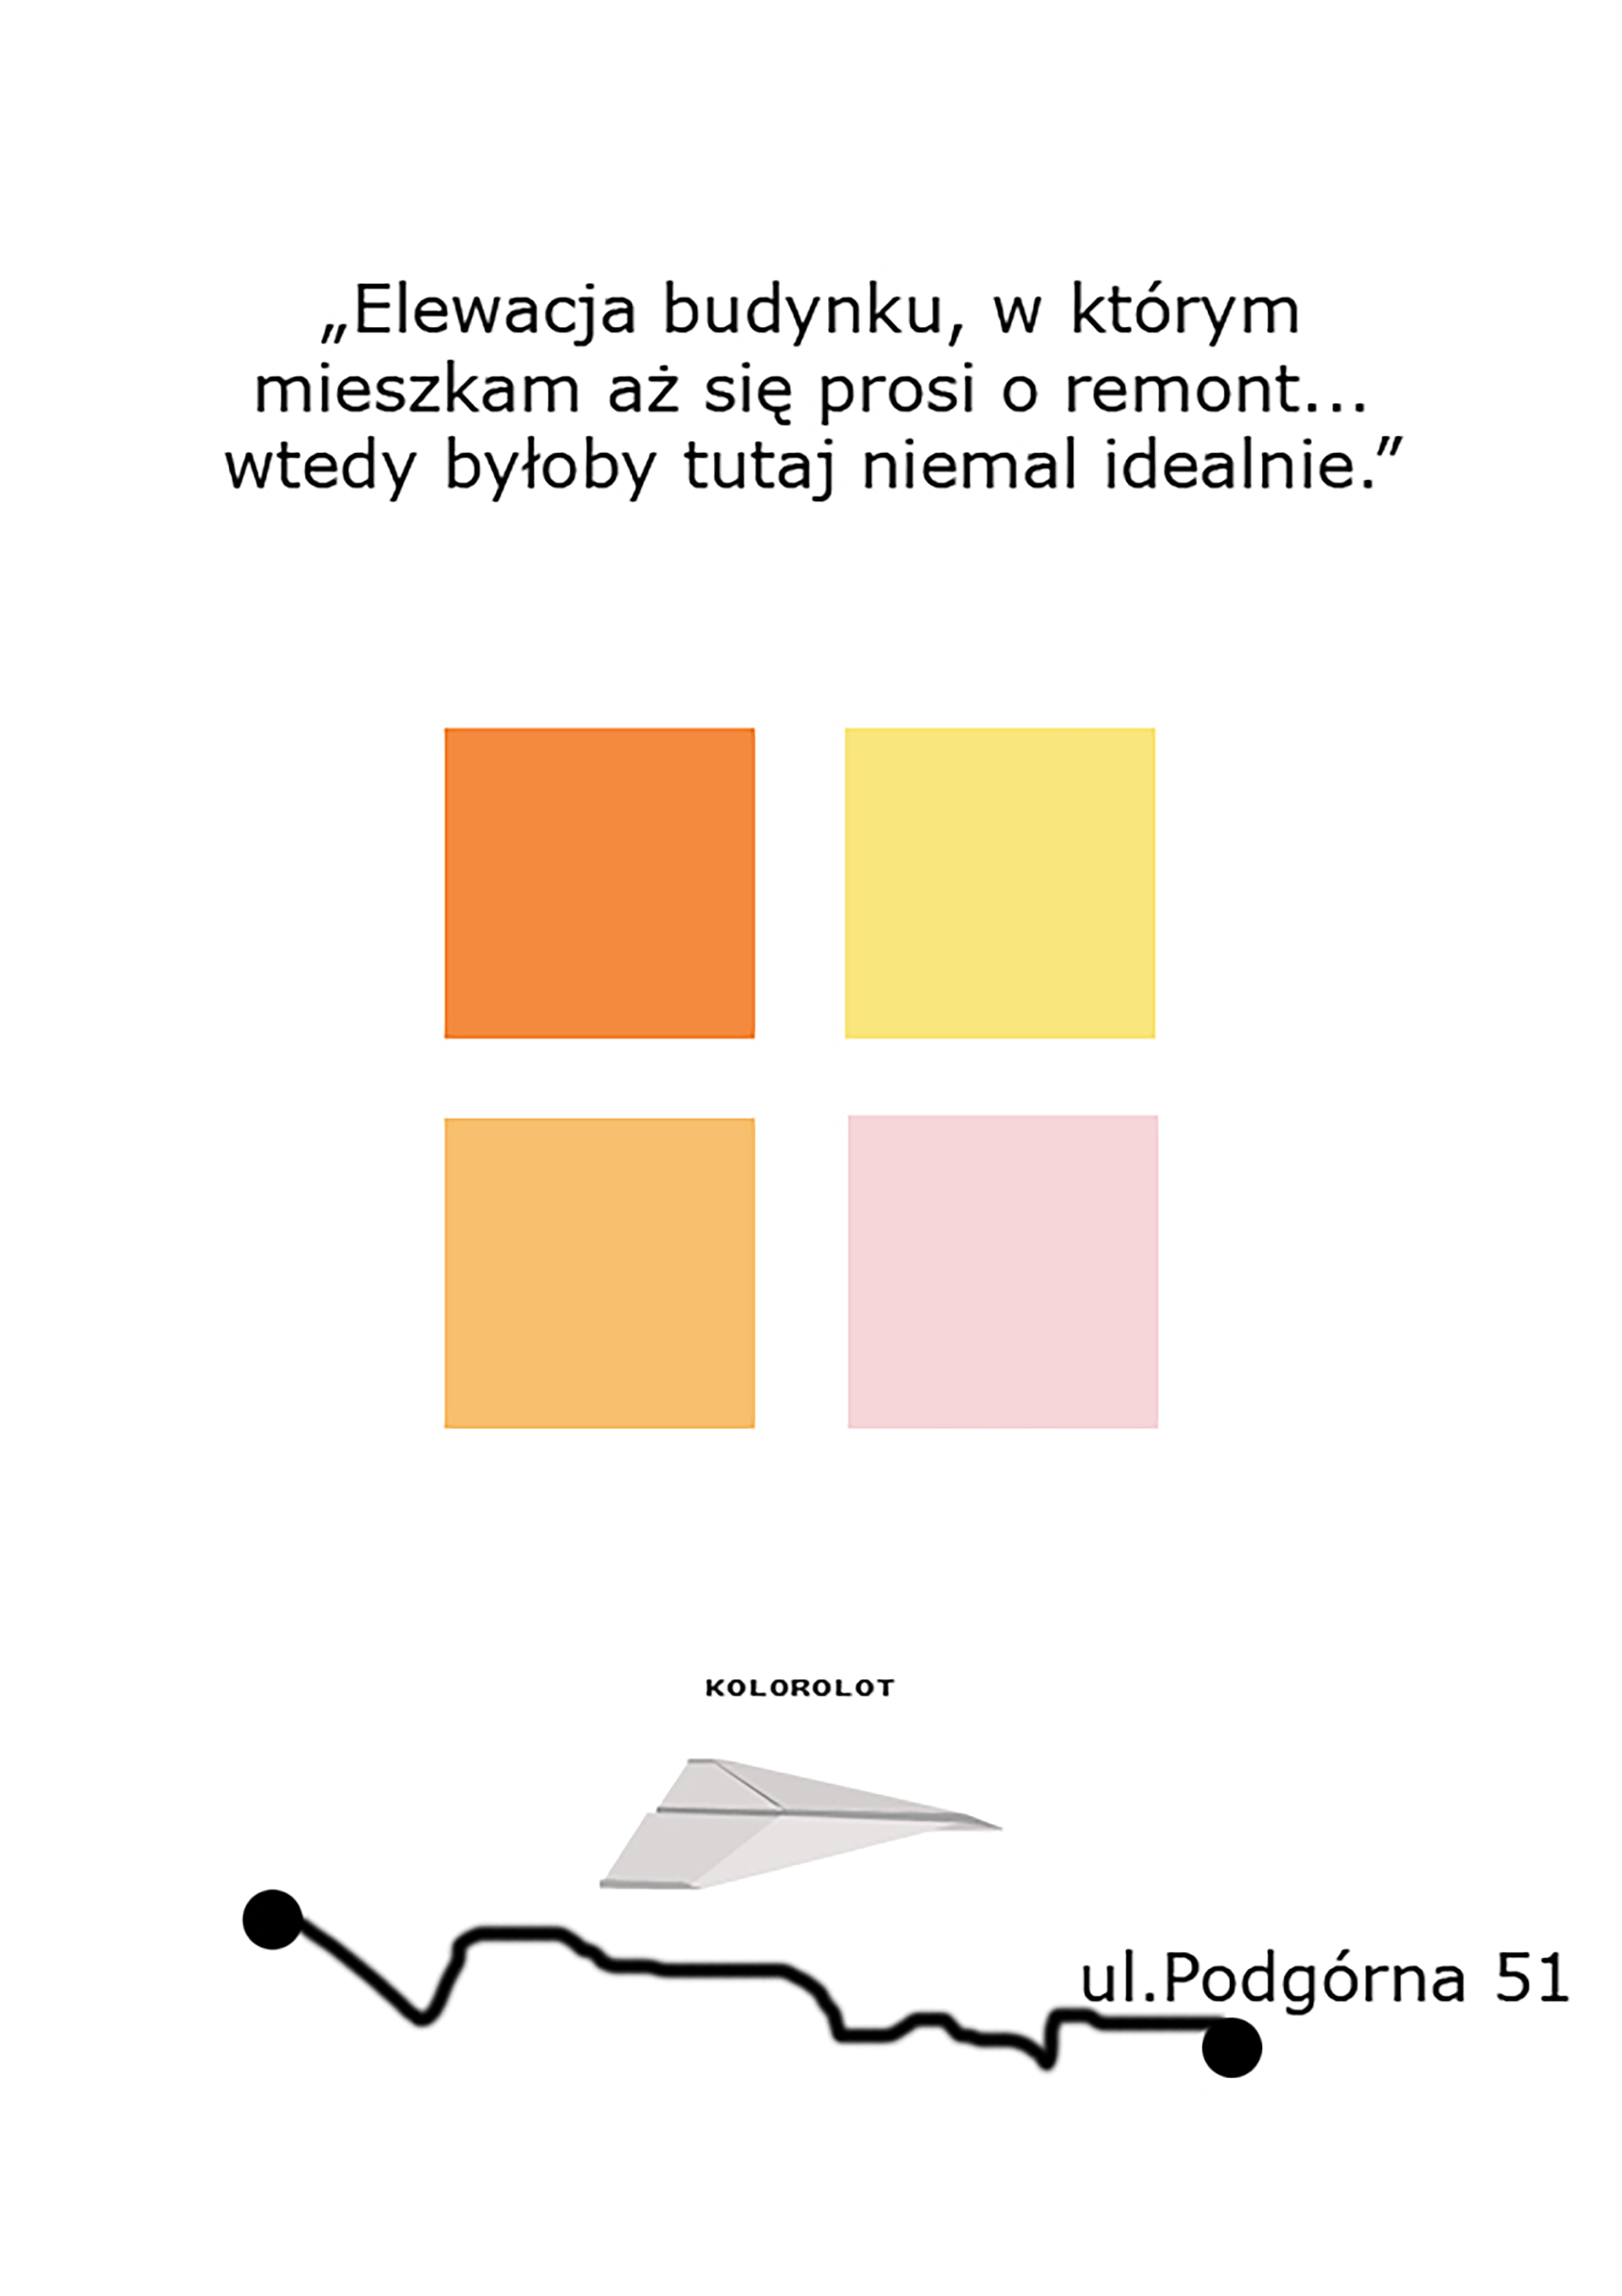 „Elewacja budynku, w którym
mieszkam aż się prosi o remont...
wtedy byłoby tutaj niemal idealnie.”
KOLOROLOT
ul.Podgórna 51